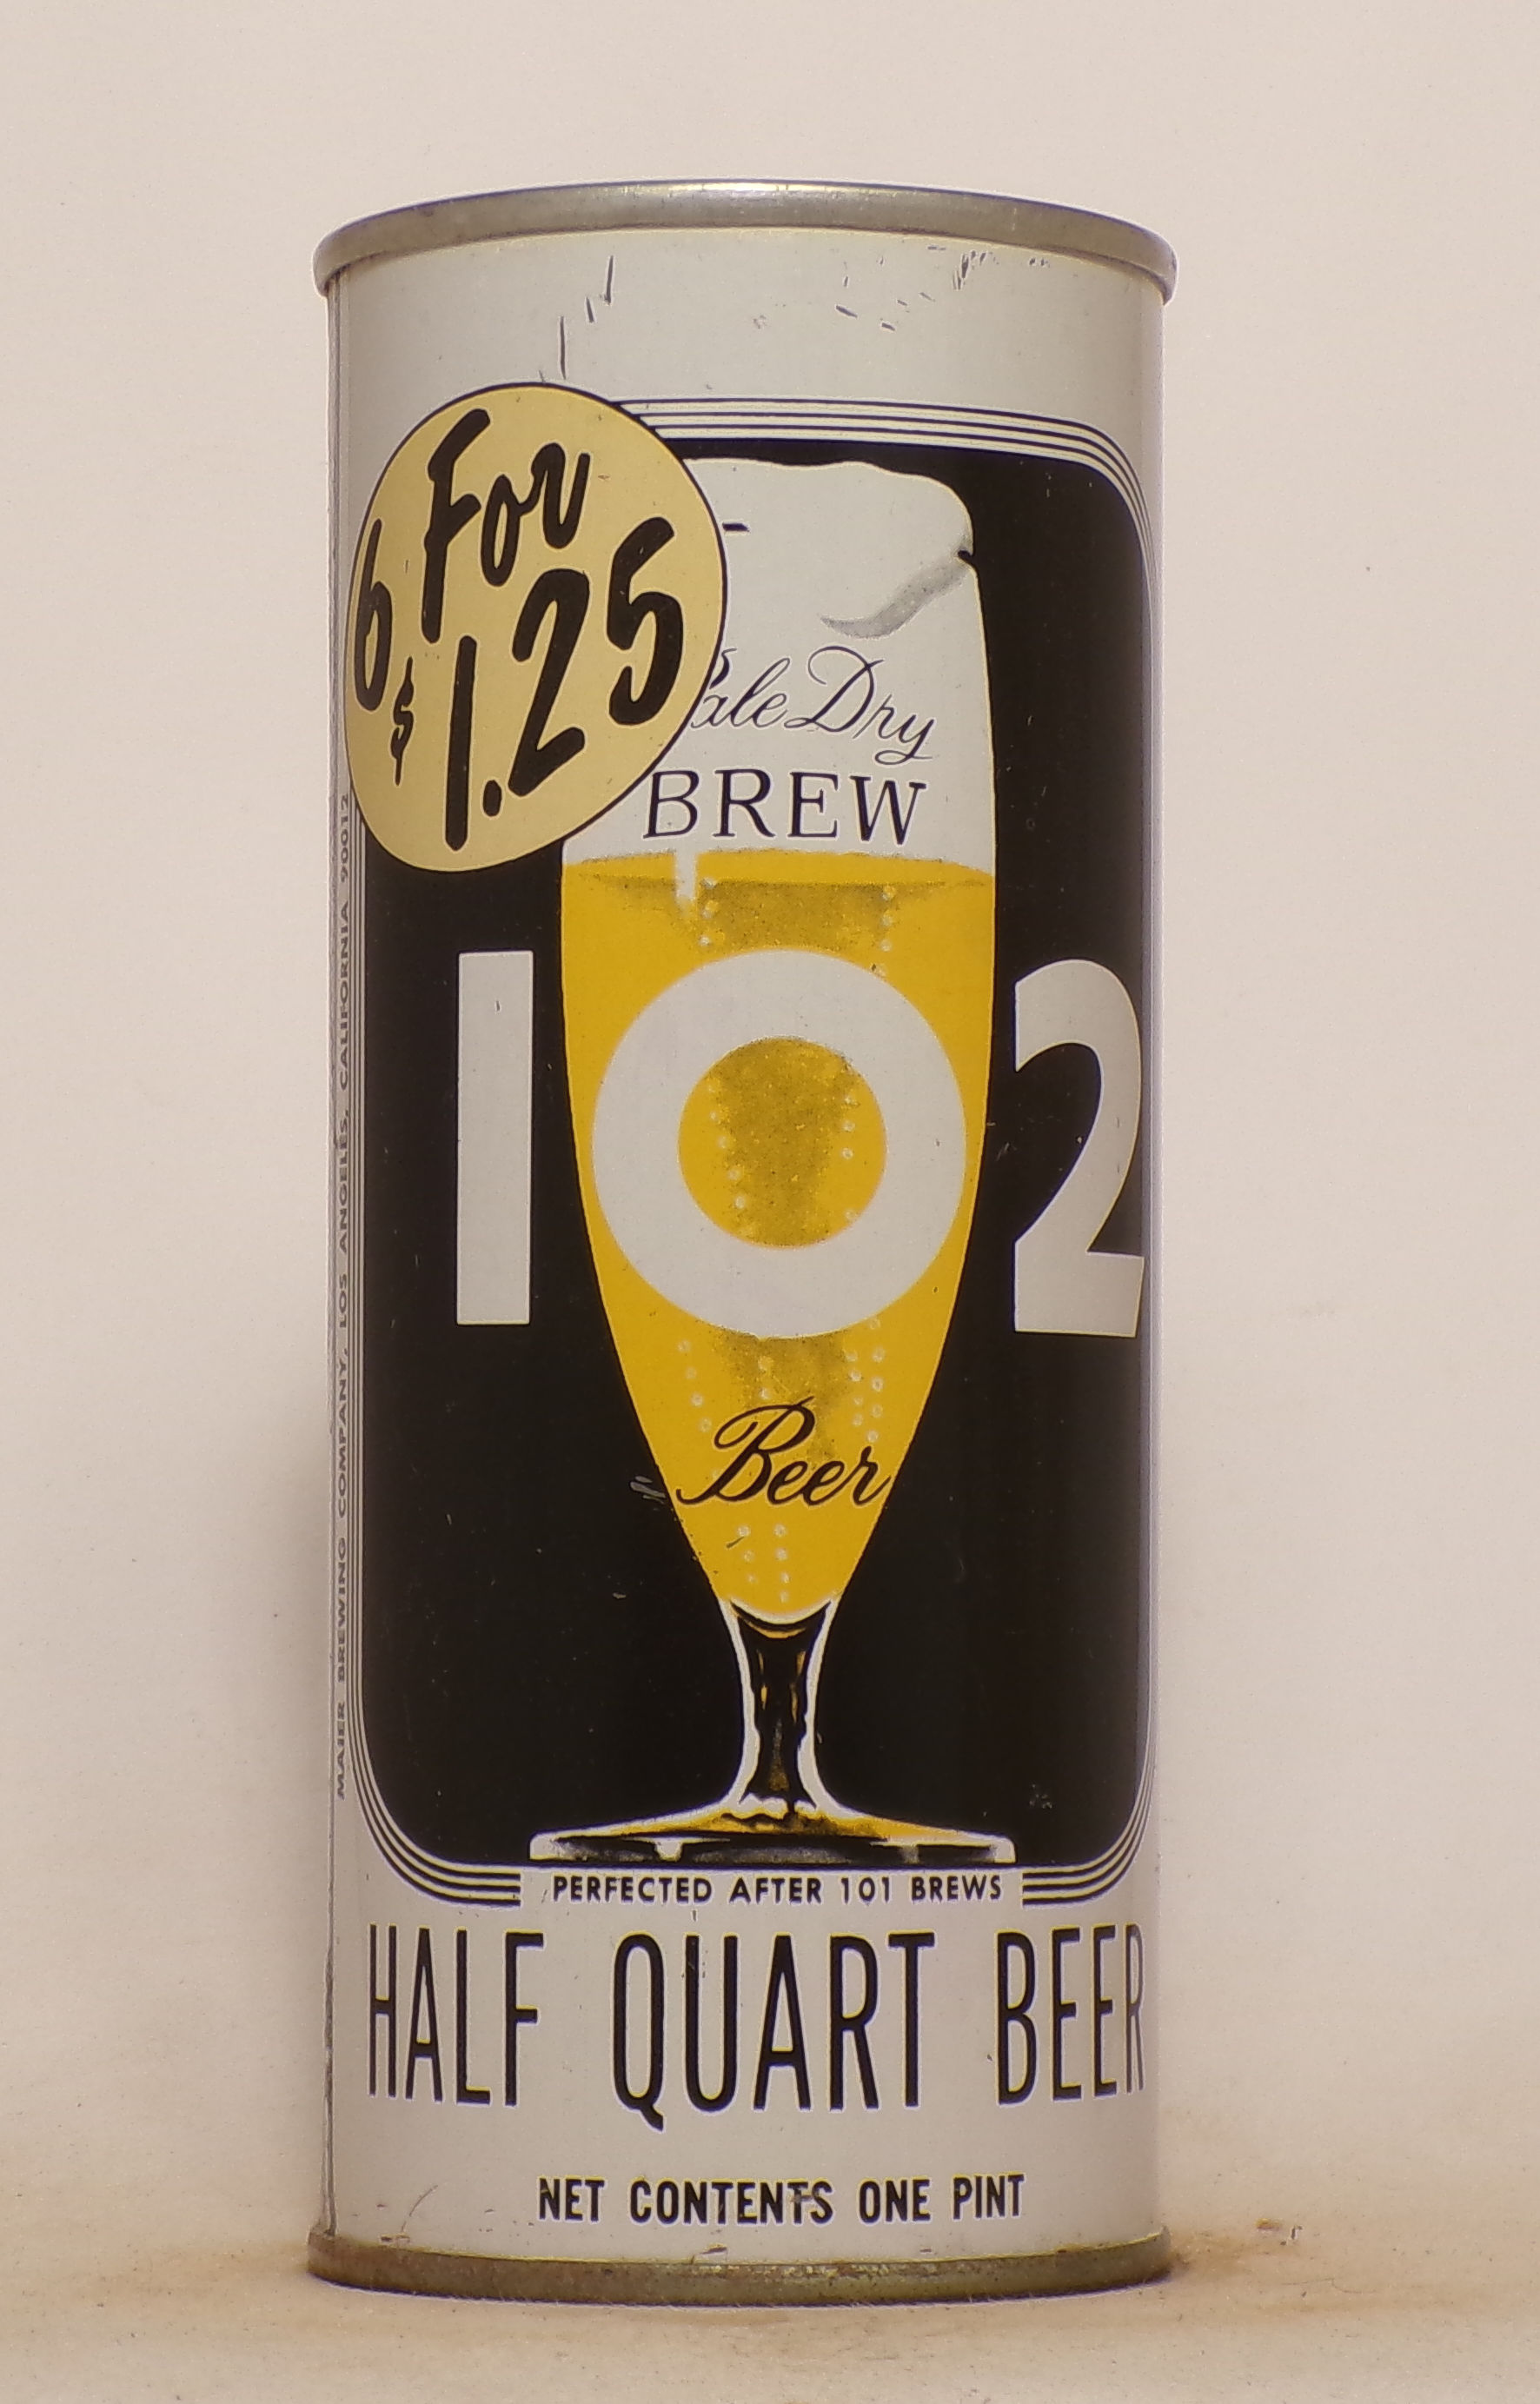 6 For
$1.25
Pale Dry
BREW
102
Beer
PERFECTED AFTER 101 BREWS
HALF QUART BEER
NET CONTENTS ONE PINT
MAIER BREWING COMPANY, LOS ANGELES, CALIFORNIA 90012